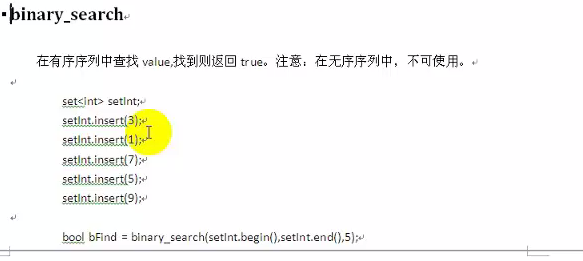 binary_search
在有序序列中查找 value,找到则返回 true。注意：在无序序列中，不可使用。
set<int> setInt;
setInt.insert(3);
setInt.insert(1);
setInt.insert(7);
setInt.insert(5);
setInt.insert(9);
bool bFind = binary_search(setInt.begin(),setInt.end(),5);